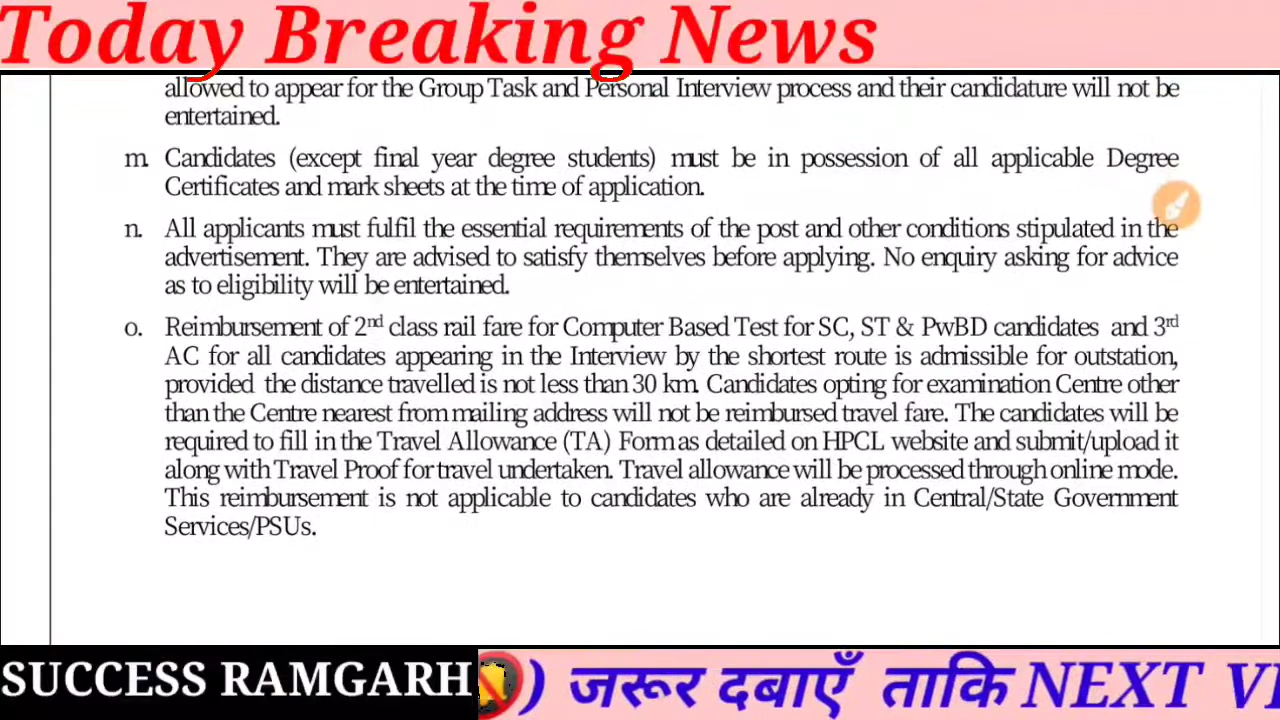 Today Breaking News
allowed to appear for the Group Task and Personal Interview process and their candidature will not be
entertained.
m. Candidates (except final year degree students) must be in possession of all applicable Degree
Certificates and mark sheets at the time of application.
n. All applicants must fulfil the essential requirements of the post and other conditions stipulated in the
advertisement. They are advised to satisfy themselves before applying. No enquiry asking for advice
as to eligibility will be entertained.
o. Reimbursement of 2nd class rail fare for Computer Based Test for SC, ST & PwBD candidates and 3rd
AC for all candidates appearing in the Interview by the shortest route is admissible for outstation,
provided the distance travelled is not less than 30 km. Candidates opting for examination Centre other
than the Centre nearest from mailing address will not be reimbursed travel fare. The candidates will be
required to fill in the Travel Allowance (TA) Form as detailed on HPCL website and submit/upload it
along with Travel Proof for travel undertaken. Travel allowance will be processed through online mode.
This reimbursement is not applicable to candidates who are already in Central/State Government
Services/PSUs.
SUCCESS RAMGARH ) जरूर दबाएँ ताकि NEXT VI